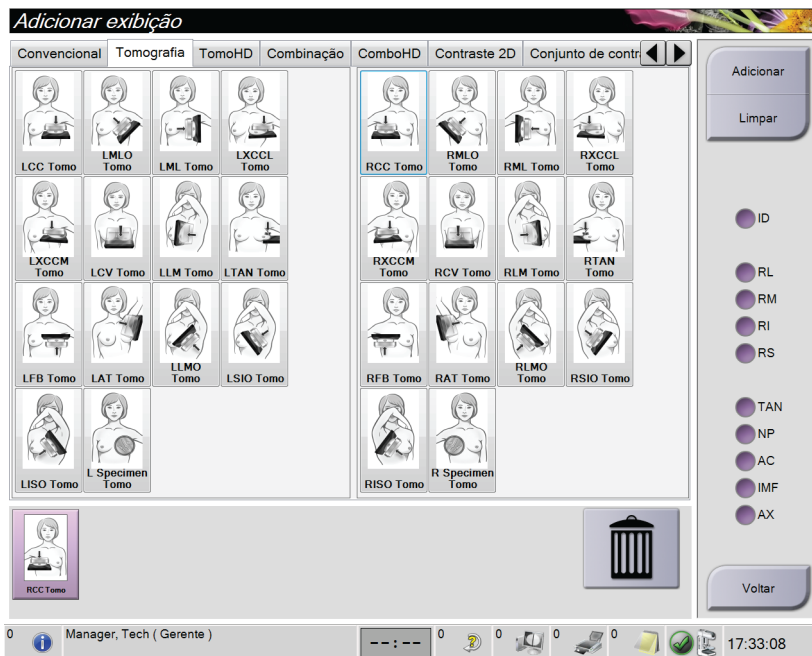 Adicionar exibição
Convencional
Tomografia
TomoHD
Combinação
ComboHD
Contraste 2D
Conjunto de contr
Adicionar
Limpar
LCC Tomo
LMLO
Tomo
LML Tomo
LXCCL
Tomo
RCC Tomo
RMLO
Tomo
RML Tomo
RXCCL
Tomo
LXCCM
Tomo
LCV Tomo
LLM Tomo
LTAN Tomo
RXCCM
Tomo
RCV Tomo
RLM Tomo
RTAN
Tomo
LFB Tomo
LAT Tomo
LLMO
Tomo
LSIO Tomo
RFB Tomo
RAT Tomo
RLMO
Tomo
RSIO Tomo
LISO Tomo
L Specimen
Tomo
RISO Tomo
R Specimen
Tomo
ID
RL
RM
RI
RS
TAN
NP
AC
IMF
AX
RCC Tomo
Voltar
0
Manager, Tech ( Gerente )
--:--
0
0
0
0
17:33:08